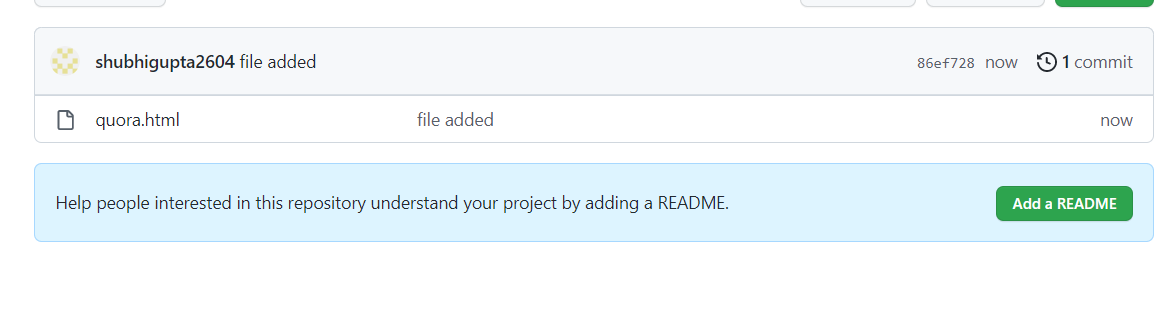 shubhigupta2604 file added 86ef728 now 1 commit
quora.html file added now
Help people interested in this repository understand your project by adding a README. Add a README